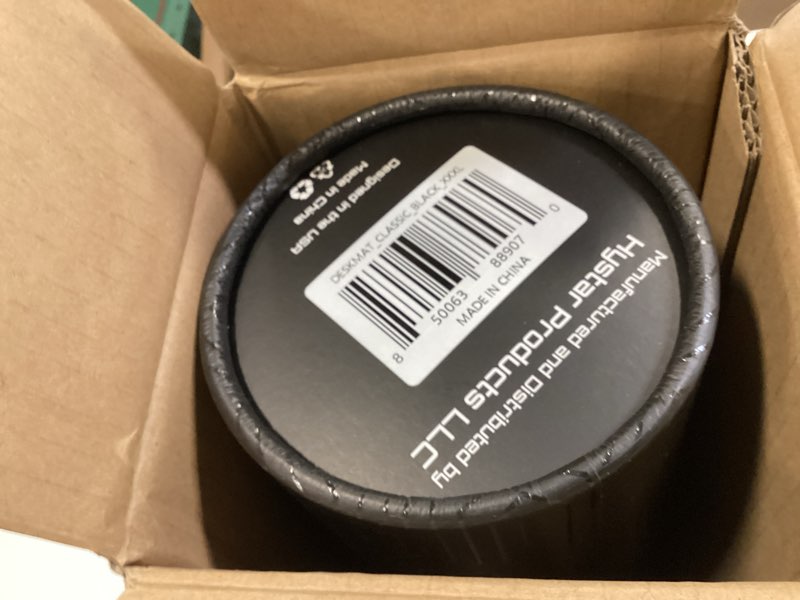 DESKMAT_CLASSIC_BLACK_XXXL
8 50063 88907 0
MADE IN CHINA
Manufactured and Distributed by
Hystar Products LLC
Designed in the USA
Made in China